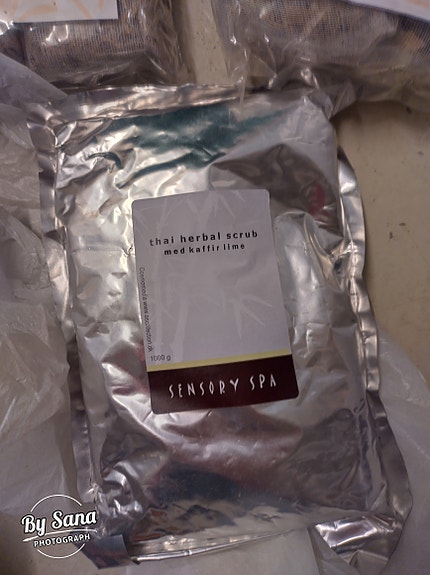 thai herbal scrub
med kaffir lime
1000 g
SENSORY SPA
By Sana
PHOTOGRAPH